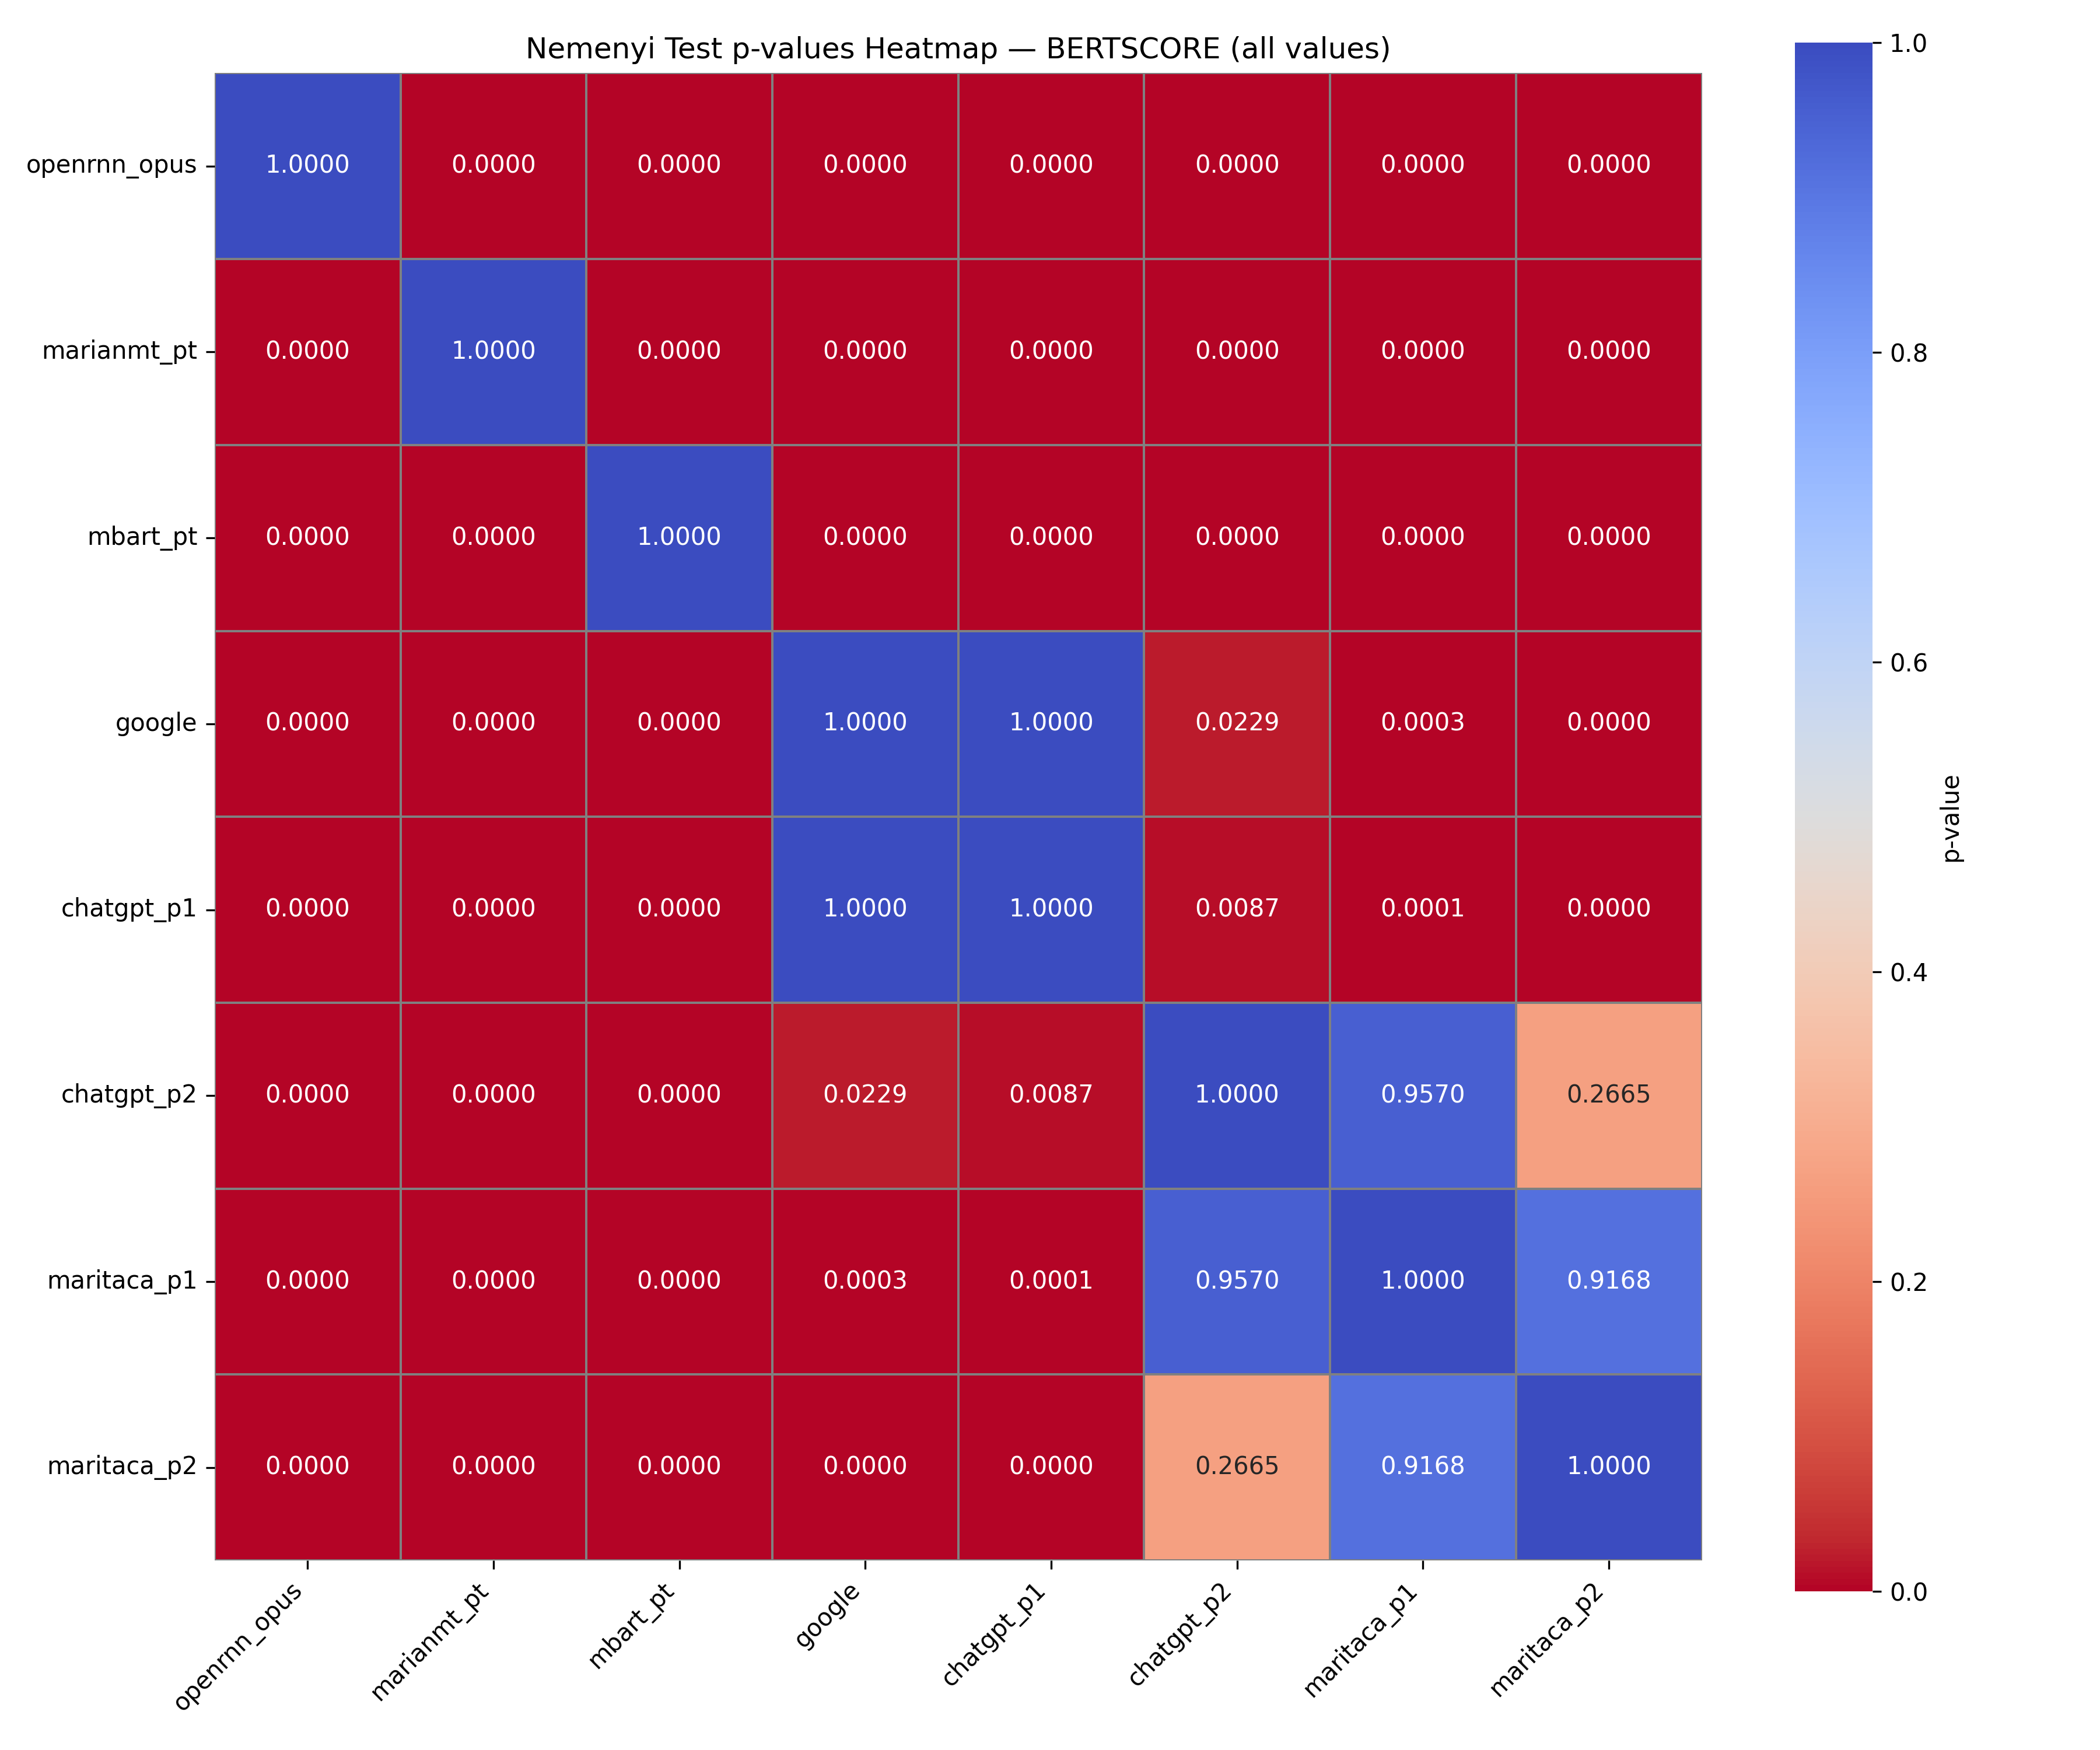 Nemenyi Test p-values Heatmap — BERTSCORE (all values)
openrnn_opus 1.0000 0.0000 0.0000 0.0000 0.0000 0.0000 0.0000 0.0000
marianmt_pt 0.0000 1.0000 0.0000 0.0000 0.0000 0.0000 0.0000 0.0000
mbart_pt 0.0000 0.0000 1.0000 0.0000 0.0000 0.0000 0.0000 0.0000
google 0.0000 0.0000 0.0000 1.0000 1.0000 0.0229 0.0003 0.0000
chatgpt_p1 0.0000 0.0000 0.0000 1.0000 1.0000 0.0087 0.0001 0.0000
chatgpt_p2 0.0000 0.0000 0.0000 0.0229 0.0087 1.0000 0.9570 0.2665
maritaca_p1 0.0000 0.0000 0.0000 0.0003 0.0001 0.9570 1.0000 0.9168
maritaca_p2 0.0000 0.0000 0.0000 0.0000 0.0000 0.2665 0.9168 1.0000
openrnn_opus marianmt_pt mbart_pt google chatgpt_p1 chatgpt_p2 maritaca_p1 maritaca_p2
1.0
0.8
0.6
0.4
0.2
0.0
p-value